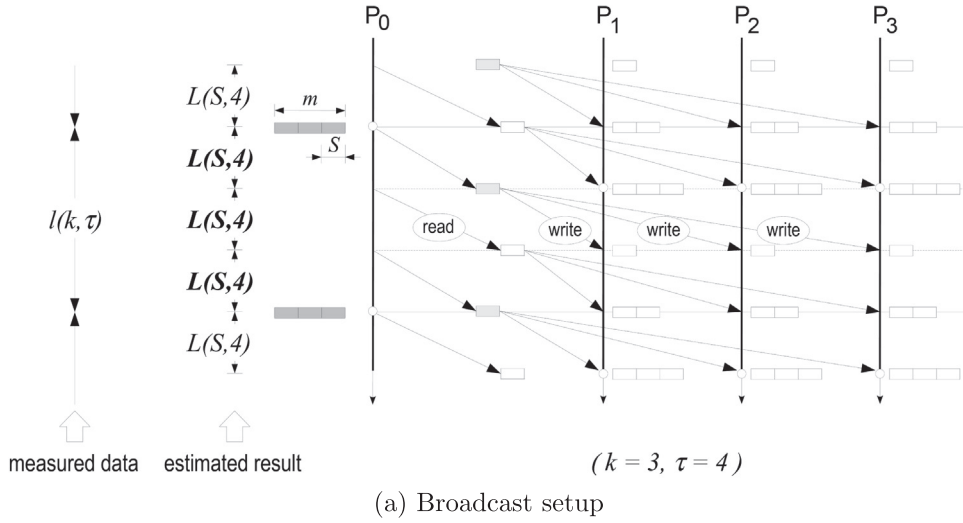 P0 P1 P2 P3
L(S,4)
m
S
L(S,4)
l(k,τ)
L(S,4)
read write write write
L(S,4)
L(S,4)
measured data estimated result
( k = 3, τ = 4 )
(a) Broadcast setup